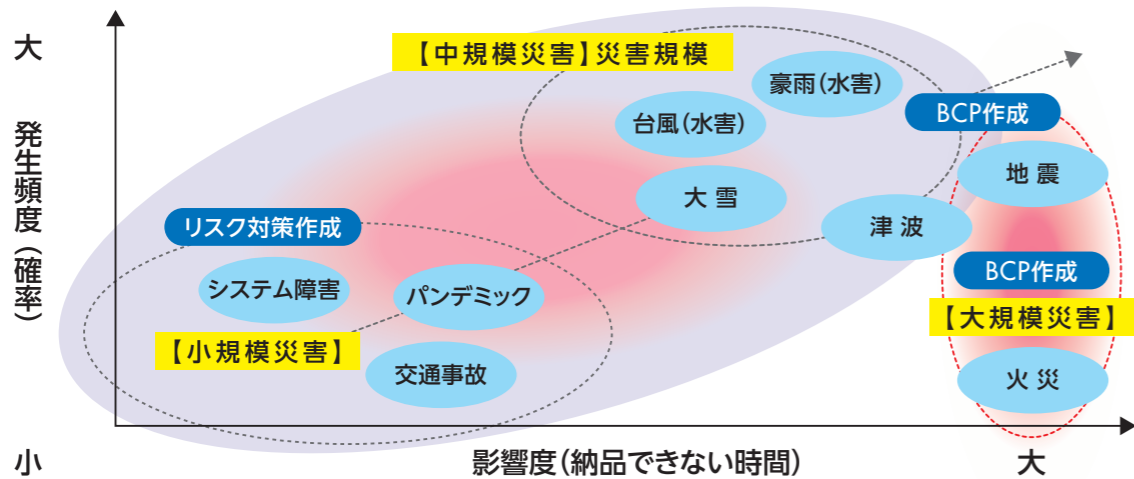 大
発生頻度(確率)
小
【中規模災害】災害規模
豪雨(水害)
台風(水害)
BCP作成
大雪
地震
津波
リスク対策作成
システム障害
パンデミック
BCP作成
【大規模災害】
【小規模災害】
交通事故
火災
影響度(納品できない時間)
大